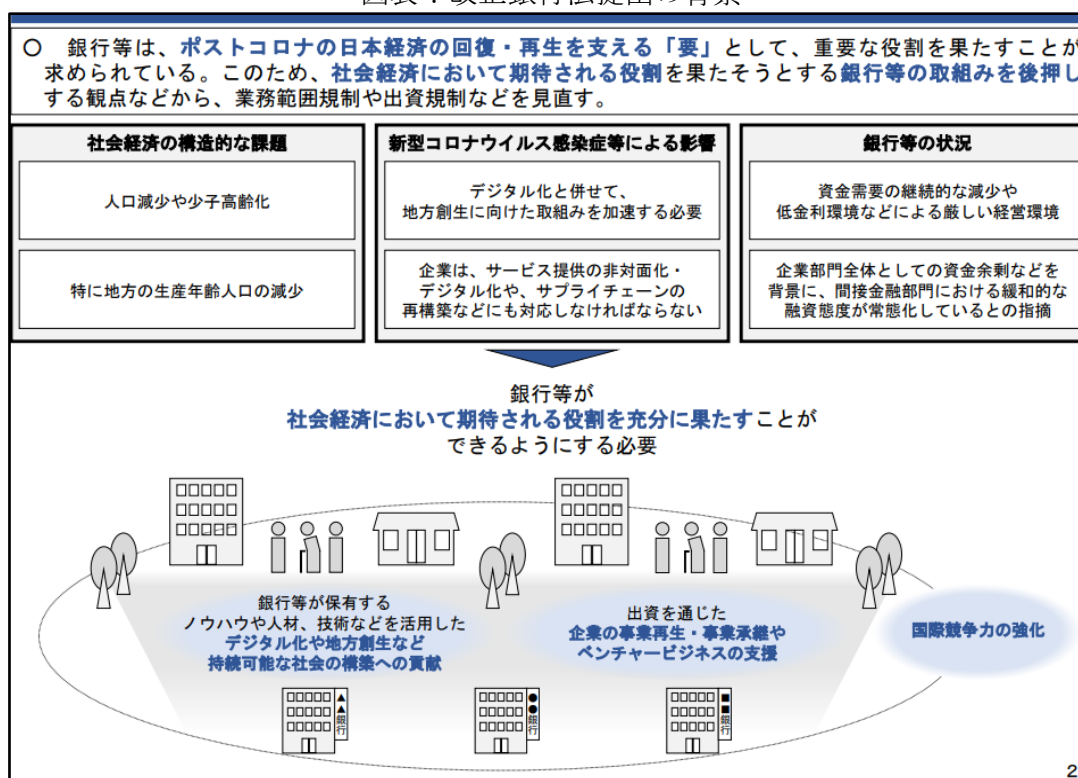 〇 銀行等は、ポストコロナの日本経済の回復・再生を支える「要」として、重要な役割を果たすことが
求められている。このため、社会経済において期待される役割を果たそうとする銀行等の取組みを後押し
する観点などから、業務範囲規制や出資規制などを見直す。
社会経済の構造的な課題
人口減少や少子高齢化
特に地方の生産年齢人口の減少
新型コロナウイルス感染症等による影響
デジタル化と併せて、
地方創生に向けた取組みを加速する必要
企業は、サービス提供の非対面化・
デジタル化や、サプライチェーンの
再構築などにも対応しなければならない
銀行等の状況
資金需要の継続的な減少や
低金利環境などによる厳しい経営環境
企業部門全体としての資金余剰などを
背景に、間接金融部門における緩和的な
融資態度が常態化しているとの指摘
銀行等が
社会経済において期待される役割を充分に果たすことが
できるようにする必要
銀行等が保有する
ノウハウや人材、技術などを活用した
デジタル化や地方創生など
持続可能な社会の構築への貢献
出資を通じた
企業の事業再生・事業承継や
ベンチャービジネスの支援
国際競争力の強化
▲▲銀行
●●銀行
■■銀行
2